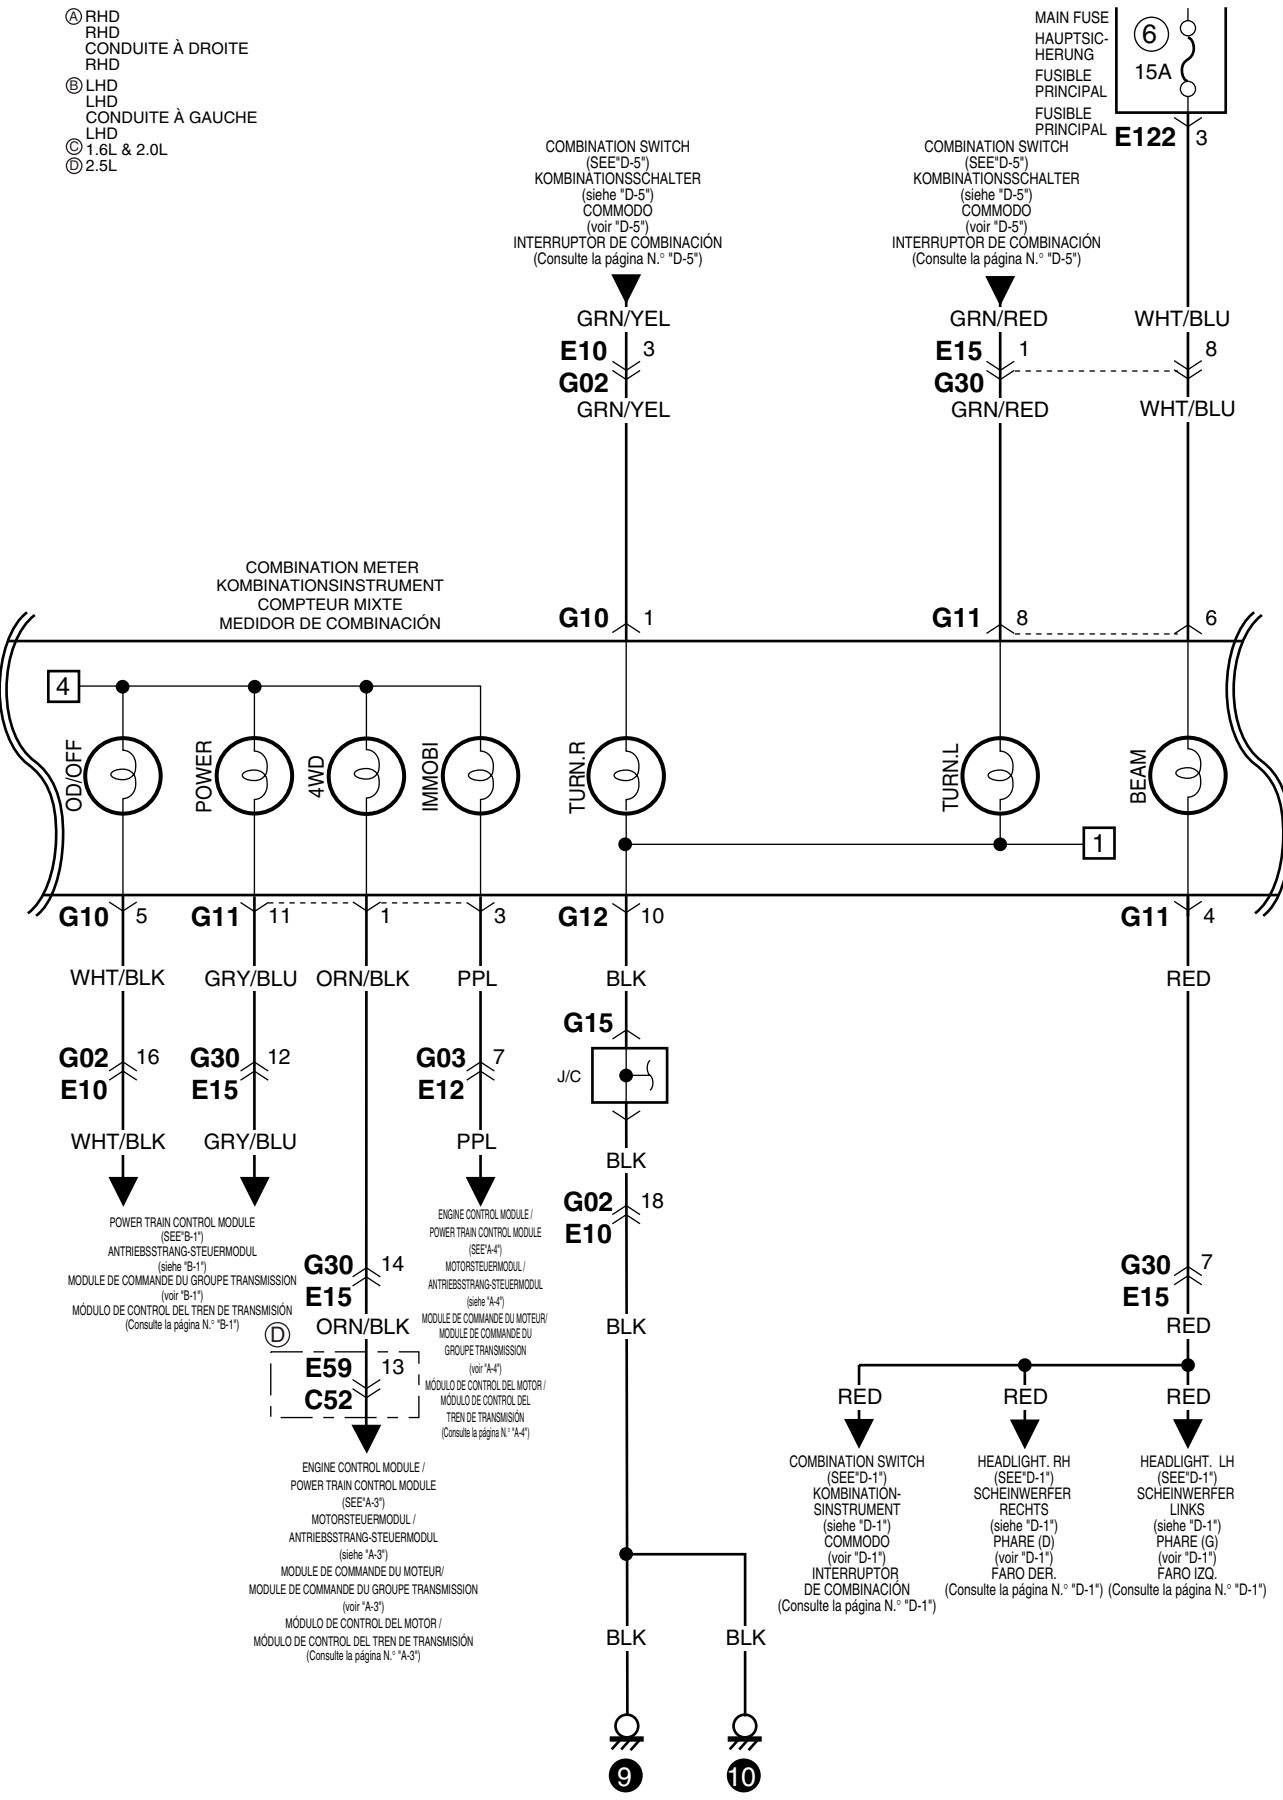 Ⓐ RHD
RHD
CONDUITE À DROITE
RHD
Ⓑ LHD
LHD
CONDUITE À GAUCHE
LHD
Ⓒ 1.6L & 2.0L
Ⓓ 2.5L
MAIN FUSE
HAUPTSIC-
HERUNG
FUSIBLE
PRINCIPAL
FUSIBLE
PRINCIPAL
6
15A
E122 3
COMBINATION SWITCH
(SEE"D-5")
KOMBINATIONSSCHALTER
(siehe "D-5")
COMMODO
(voir "D-5")
INTERRUPTOR DE COMBINACIÓN
(Consulte la página N.° "D-5")
COMBINATION SWITCH
(SEE"D-5")
KOMBINATIONSSCHALTER
(siehe "D-5")
COMMODO
(voir "D-5")
INTERRUPTOR DE COMBINACIÓN
(Consulte la página N.° "D-5")
GRN/YEL GRN/RED WHT/BLU
E10 3 E15 1 8
G02 G30
GRN/YEL GRN/RED WHT/BLU
COMBINATION METER
KOMBINATIONSINSTRUMENT
COMPTEUR MIXTE
MEDIDOR DE COMBINACIÓN
G10 1 G11 8 6
4
OD/OFF POWER 4WD IMMOBI TURN.R TURN.L BEAM
1
G10 5 G11 11 1 3 G12 10 G11 4
WHT/BLK GRY/BLU ORN/BLK PPL BLK RED
G15
J/C
G02 16 G30 12 G03 7
E10 E15 E12
WHT/BLK GRY/BLU PPL BLK
G02 18
E10
POWER TRAIN CONTROL MODULE
(SEE"B-1")
ANTRIEBSSTRANG-STEUERMODUL
(siehe "B-1")
MODULE DE COMMANDE DU GROUPE TRANSMISSION
(voir "B-1")
MÓDULO DE CONTROL DEL TREN DE TRANSMISIÓN
(Consulte la página N.° "B-1")
ENGINE CONTROL MODULE /
POWER TRAIN CONTROL MODULE
(SEE"A-4")
MOTORSTEUERMODUL /
ANTRIEBSSTRANG-STEUERMODUL
(siehe "A-4")
MODULE DE COMMANDE DU MOTEUR/
MODULE DE COMMANDE DU
GROUPE TRANSMISSION
(voir "A-4")
MÓDULO DE CONTROL DEL MOTOR /
MÓDULO DE CONTROL DEL
TREN DE TRANSMISIÓN
(Consulte la página N.° "A-4")
G30 14 G30 7
E15 E15
ORN/BLK BLK RED
Ⓓ
E59 13
C52
RED RED RED
ENGINE CONTROL MODULE /
POWER TRAIN CONTROL MODULE
(SEE"A-3")
MOTORSTEUERMODUL /
ANTRIEBSSTRANG-STEUERMODUL
(siehe "A-3")
MODULE DE COMMANDE DU MOTEUR/
MODULE DE COMMANDE DU GROUPE TRANSMISSION
(voir "A-3")
MÓDULO DE CONTROL DEL MOTOR /
MÓDULO DE CONTROL DEL TREN DE TRANSMISIÓN
(Consulte la página N.° "A-3")
COMBINATION SWITCH
(SEE"D-1")
KOMBINATION-
SINSTRUMENT
(siehe "D-1")
COMMODO
(voir "D-1")
INTERRUPTOR
DE COMBINACIÓN
(Consulte la página N.° "D-1")
HEADLIGHT. RH
(SEE"D-1")
SCHEINWERFER
RECHTS
(siehe "D-1")
PHARE (D)
(voir "D-1")
FARO DER.
(Consulte la página N.° "D-1")
HEADLIGHT. LH
(SEE"D-1")
SCHEINWERFER
LINKS
(siehe "D-1")
PHARE (G)
(voir "D-1")
FARO IZQ.
(Consulte la página N.° "D-1")
BLK BLK
9 10